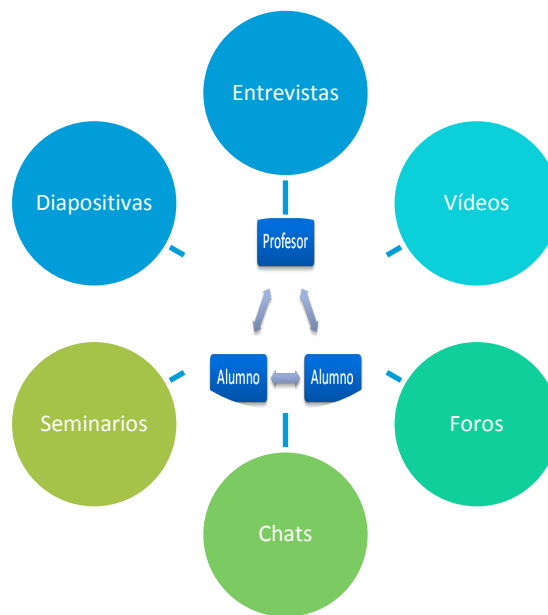 Entrevistas
Diapositivas
Vídeos
Profesor
Alumno
Alumno
Seminarios
Foros
Chats